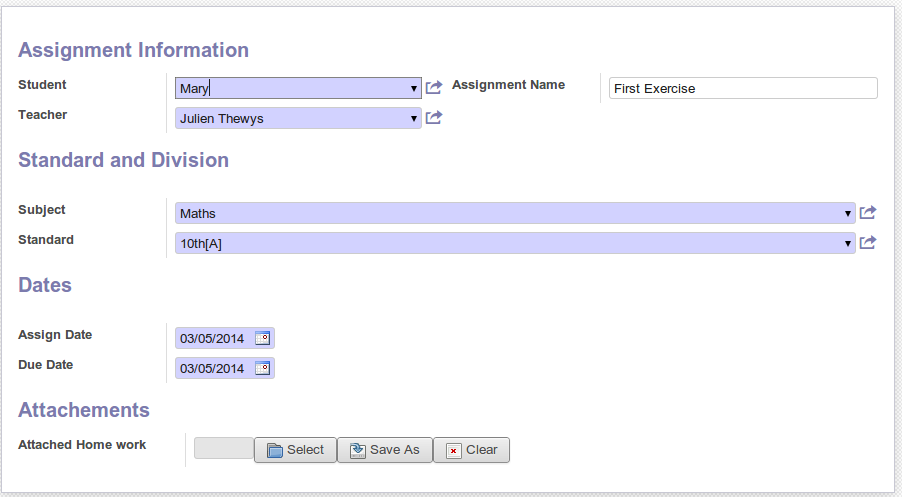 Assignment Information
Student Mary Assignment Name First Exercise
Teacher Julien Thewys
Standard and Division
Subject Maths
Standard 10th[A]
Dates
Assign Date 03/05/2014
Due Date 03/05/2014
Attachements
Attached Home work Select Save As Clear